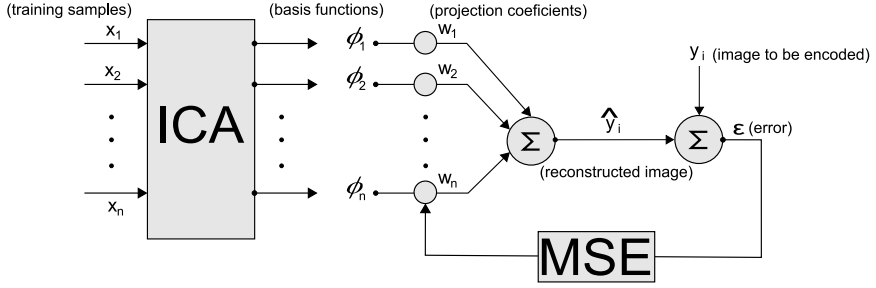 (training samples) (basis functions) (projection coeficients)
x1 ϕ1 w1
x2 ϕ2 w2
ICA
xn ϕn wn
Σ
ŷi
(reconstructed image)
yi (image to be encoded)
Σ
ε (error)
MSE